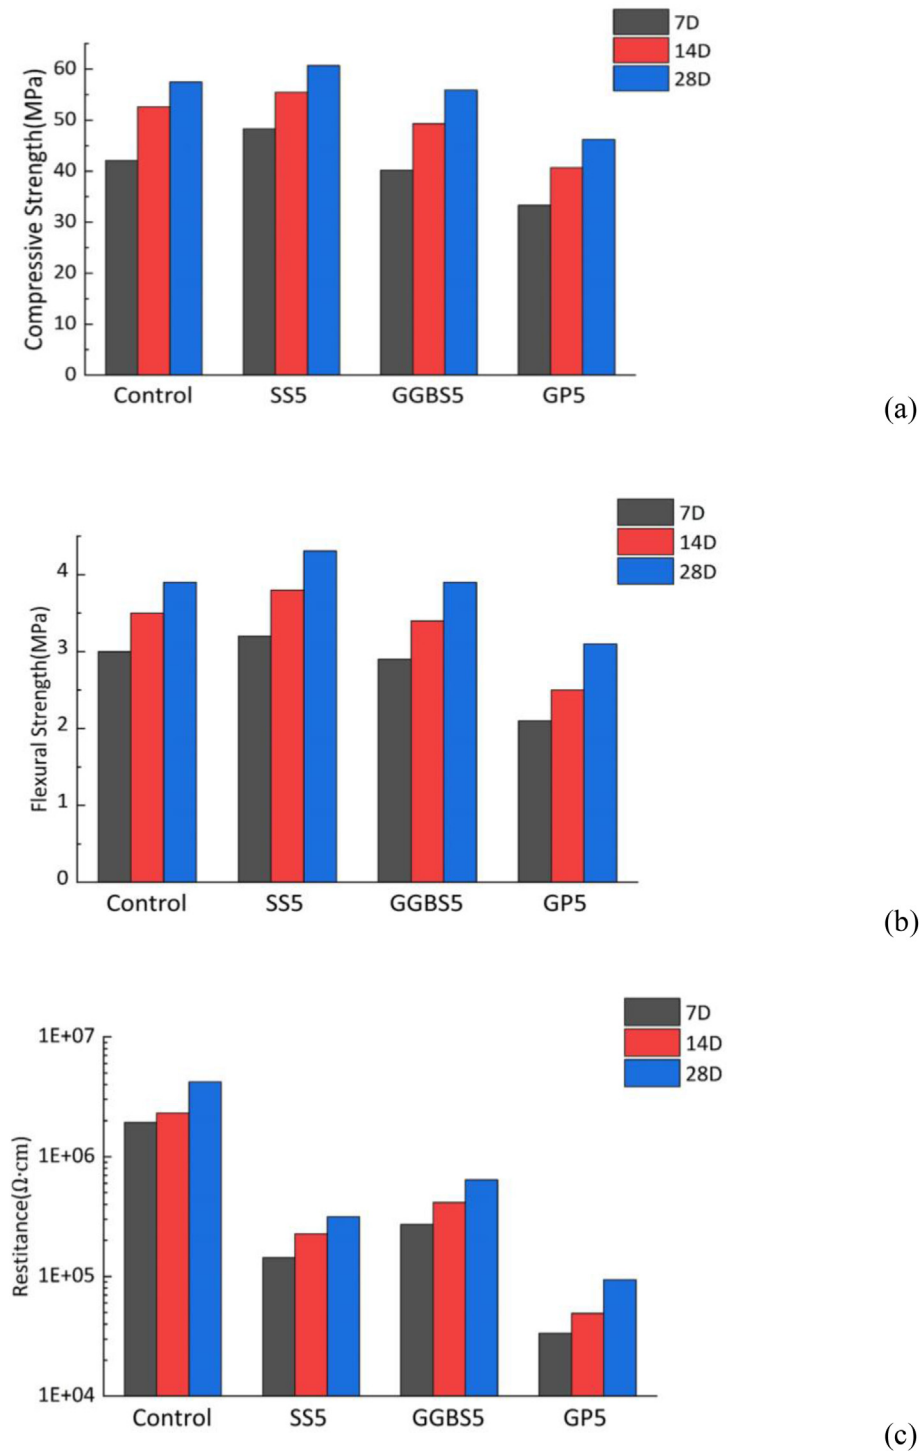 7D
14D
28D
Compressive Strength(MPa)
60
50
40
30
20
10
0
Control SS5 GGBS5 GP5
(a)
7D
14D
28D
Flexural Strength(MPa)
4
3
2
1
0
Control SS5 GGBS5 GP5
(b)
7D
14D
28D
Restitance(Ω·cm)
1E+07
1E+06
1E+05
1E+04
Control SS5 GGBS5 GP5
(c)